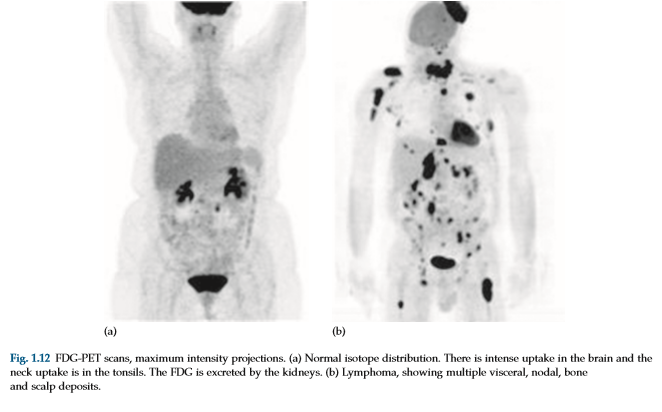 (a)
(b)
Fig. 1.12 FDG-PET scans, maximum intensity projections. (a) Normal isotope distribution. There is intense uptake in the brain and the
neck uptake is in the tonsils. The FDG is excreted by the kidneys. (b) Lymphoma, showing multiple visceral, nodal, bone
and scalp deposits.